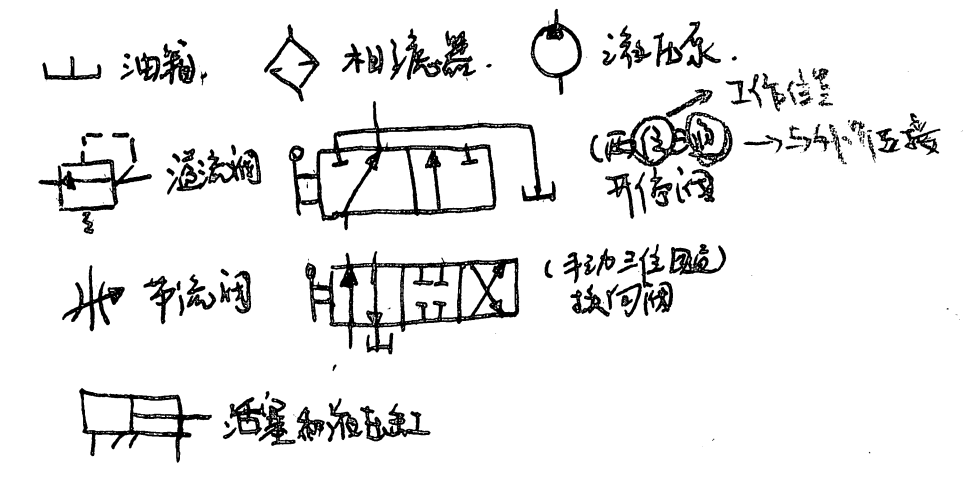 油箱.
粗滤器.
液压泵.
工作位置
溢流阀
(两位三通
→与外部连接
开停阀
节流阀
(手动三位四通)
换向阀
活塞和液压缸